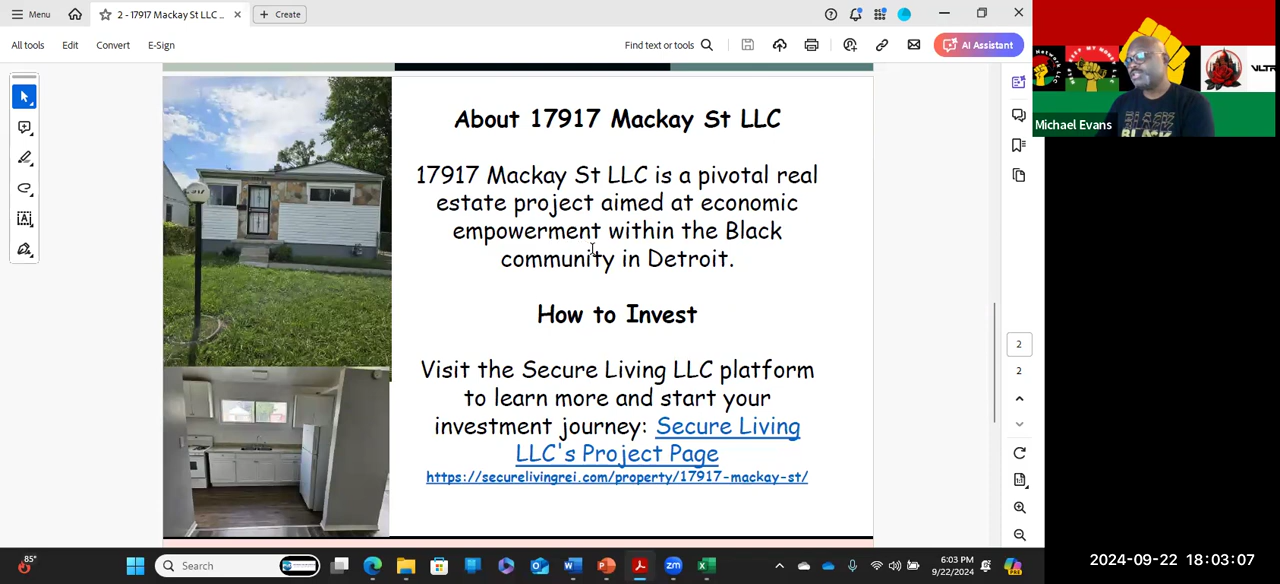 Menu
2 - 17917 Mackay St LLC ...
Create
All tools
Edit
Convert
E-Sign
Find text or tools
AI Assistant
About 17917 Mackay St LLC
17917 Mackay St LLC is a pivotal real
estate project aimed at economic
empowerment within the Black
community in Detroit.
How to Invest
Visit the Secure Living LLC platform
to learn more and start your
investment journey: Secure Living
LLC's Project Page
https://securelivingrei.com/property/17917-mackay-st/
2
2
Michael Evans
BLACK
85°
Search
6:03 PM
9/22/2024
2024-09-22 18:03:07